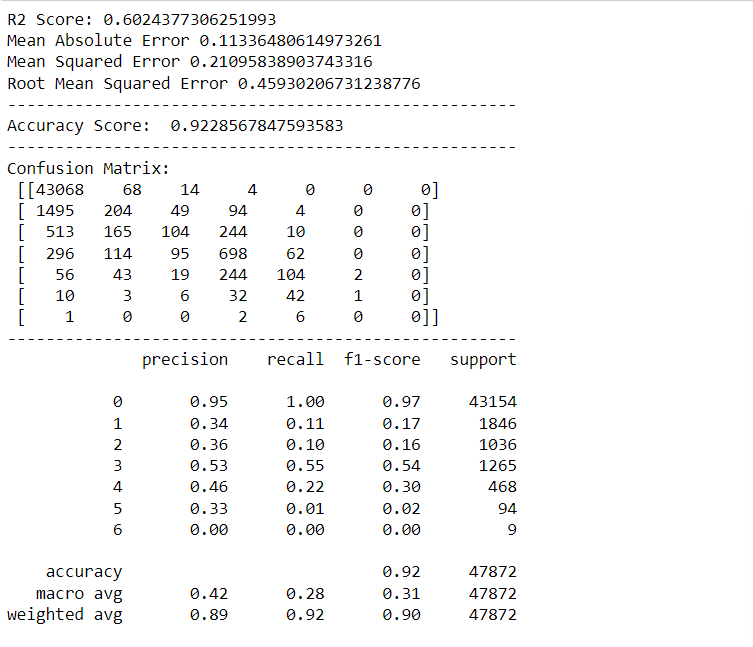 R2 Score: 0.6024377306251993
Mean Absolute Error 0.11336480614973261
Mean Squared Error 0.21095838903743316
Root Mean Squared Error 0.45930206731238776
----------------------------------------------------
Accuracy Score:  0.9228567847593583
----------------------------------------------------
Confusion Matrix:
 [[43068    68    14     4     0     0     0]
 [ 1495   204    49    94     4     0     0]
 [  513   165   104   244    10     0     0]
 [  296   114    95   698    62     0     0]
 [   56    43    19   244   104     2     0]
 [   10     3     6    32    42     1     0]
 [    1     0     0     2     6     0     0]]
----------------------------------------------------
              precision    recall  f1-score   support
           0       0.95      1.00      0.97     43154
           1       0.34      0.11      0.17      1846
           2       0.36      0.10      0.16      1036
           3       0.53      0.55      0.54      1265
           4       0.46      0.22      0.30       468
           5       0.33      0.01      0.02        94
           6       0.00      0.00      0.00         9
    accuracy                           0.92     47872
   macro avg       0.42      0.28      0.31     47872
weighted avg       0.89      0.92      0.90     47872